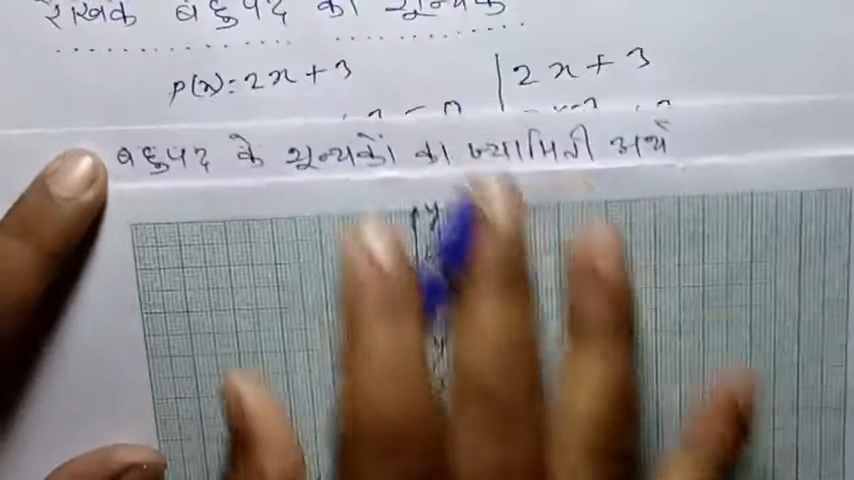 रैखिक बहुपद का शून्यक
p(x) = 2x + 3
2x + 3
बहुपद के शून्यकों का ज्यामिती अर्थ
y
y